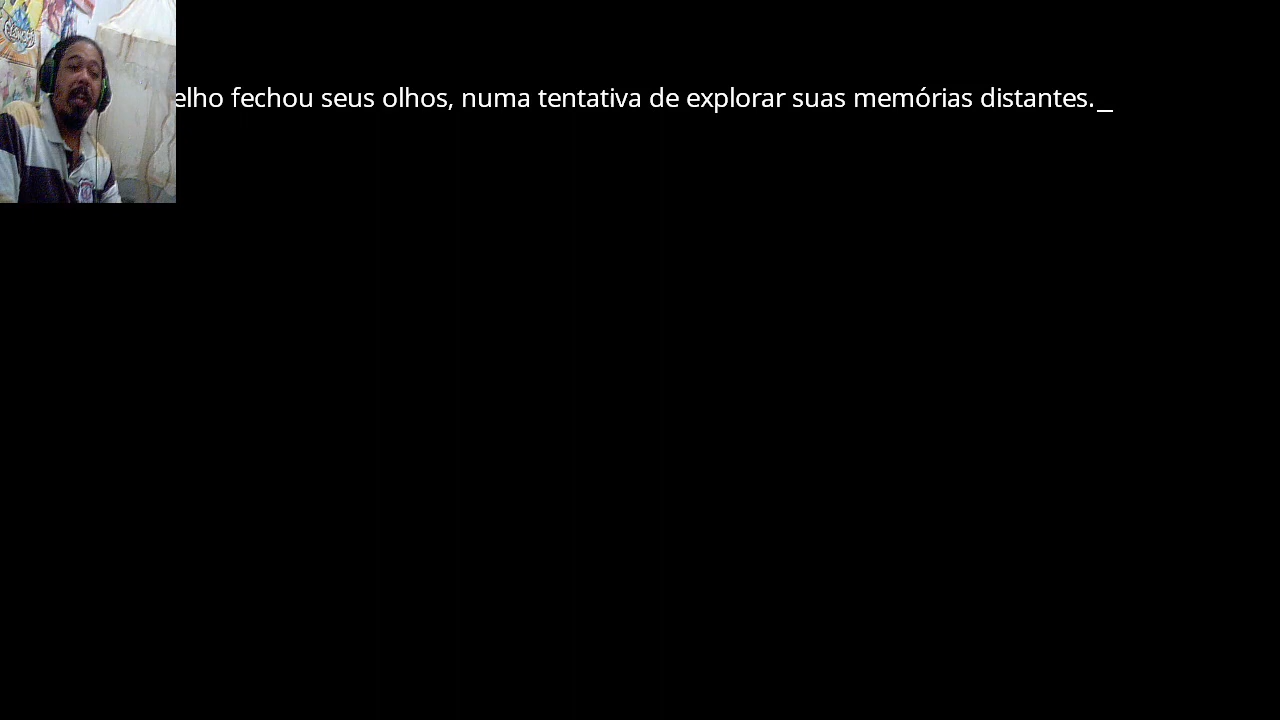 elho fechou seus olhos, numa tentativa de explorar suas memórias distantes._